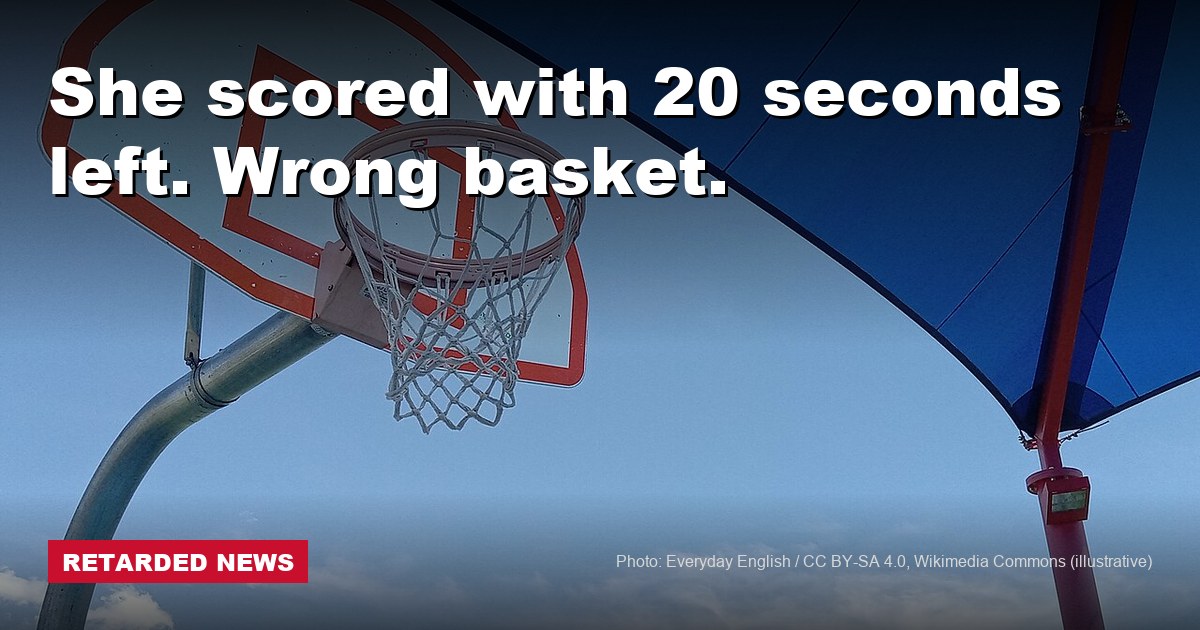 She scored with 20 seconds
left. Wrong basket.
RETARDED NEWS
Photo: Everyday English / CC BY-SA 4.0, Wikimedia Commons (illustrative)